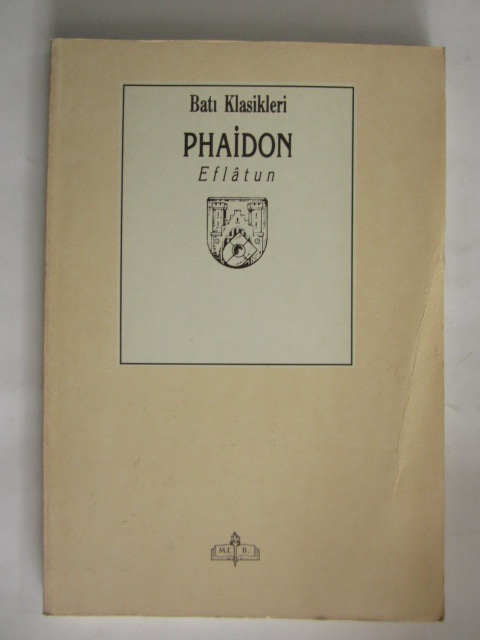 Batı Klasikleri
PHAİDON
Eflâtun
M.E. B.